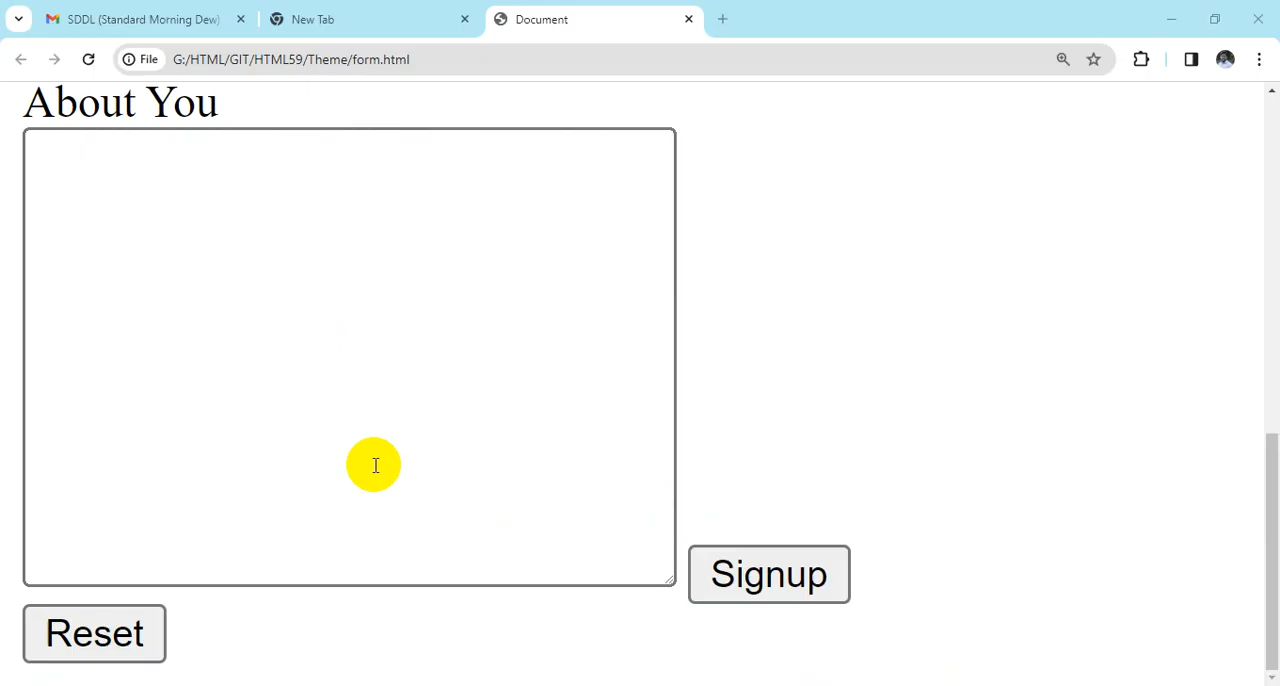 SDDL (Standard Morning Dew)
New Tab
Document
File
G:/HTML/GIT/HTML59/Theme/form.html
About You
Signup
Reset